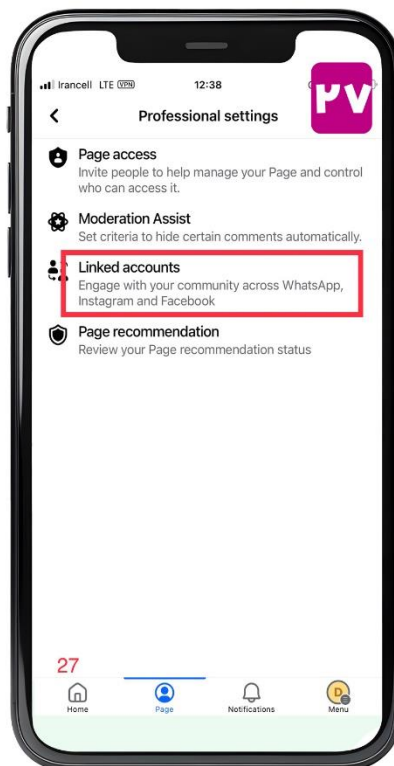 Irancell LTE VPN 12:38
Professional settings
۲۷
Page access
Invite people to help manage your Page and control
who can access it.
Moderation Assist
Set criteria to hide certain comments automatically.
Linked accounts
Engage with your community across WhatsApp,
Instagram and Facebook
Page recommendation
Review your Page recommendation status
27
Home Page Notifications Menu
D